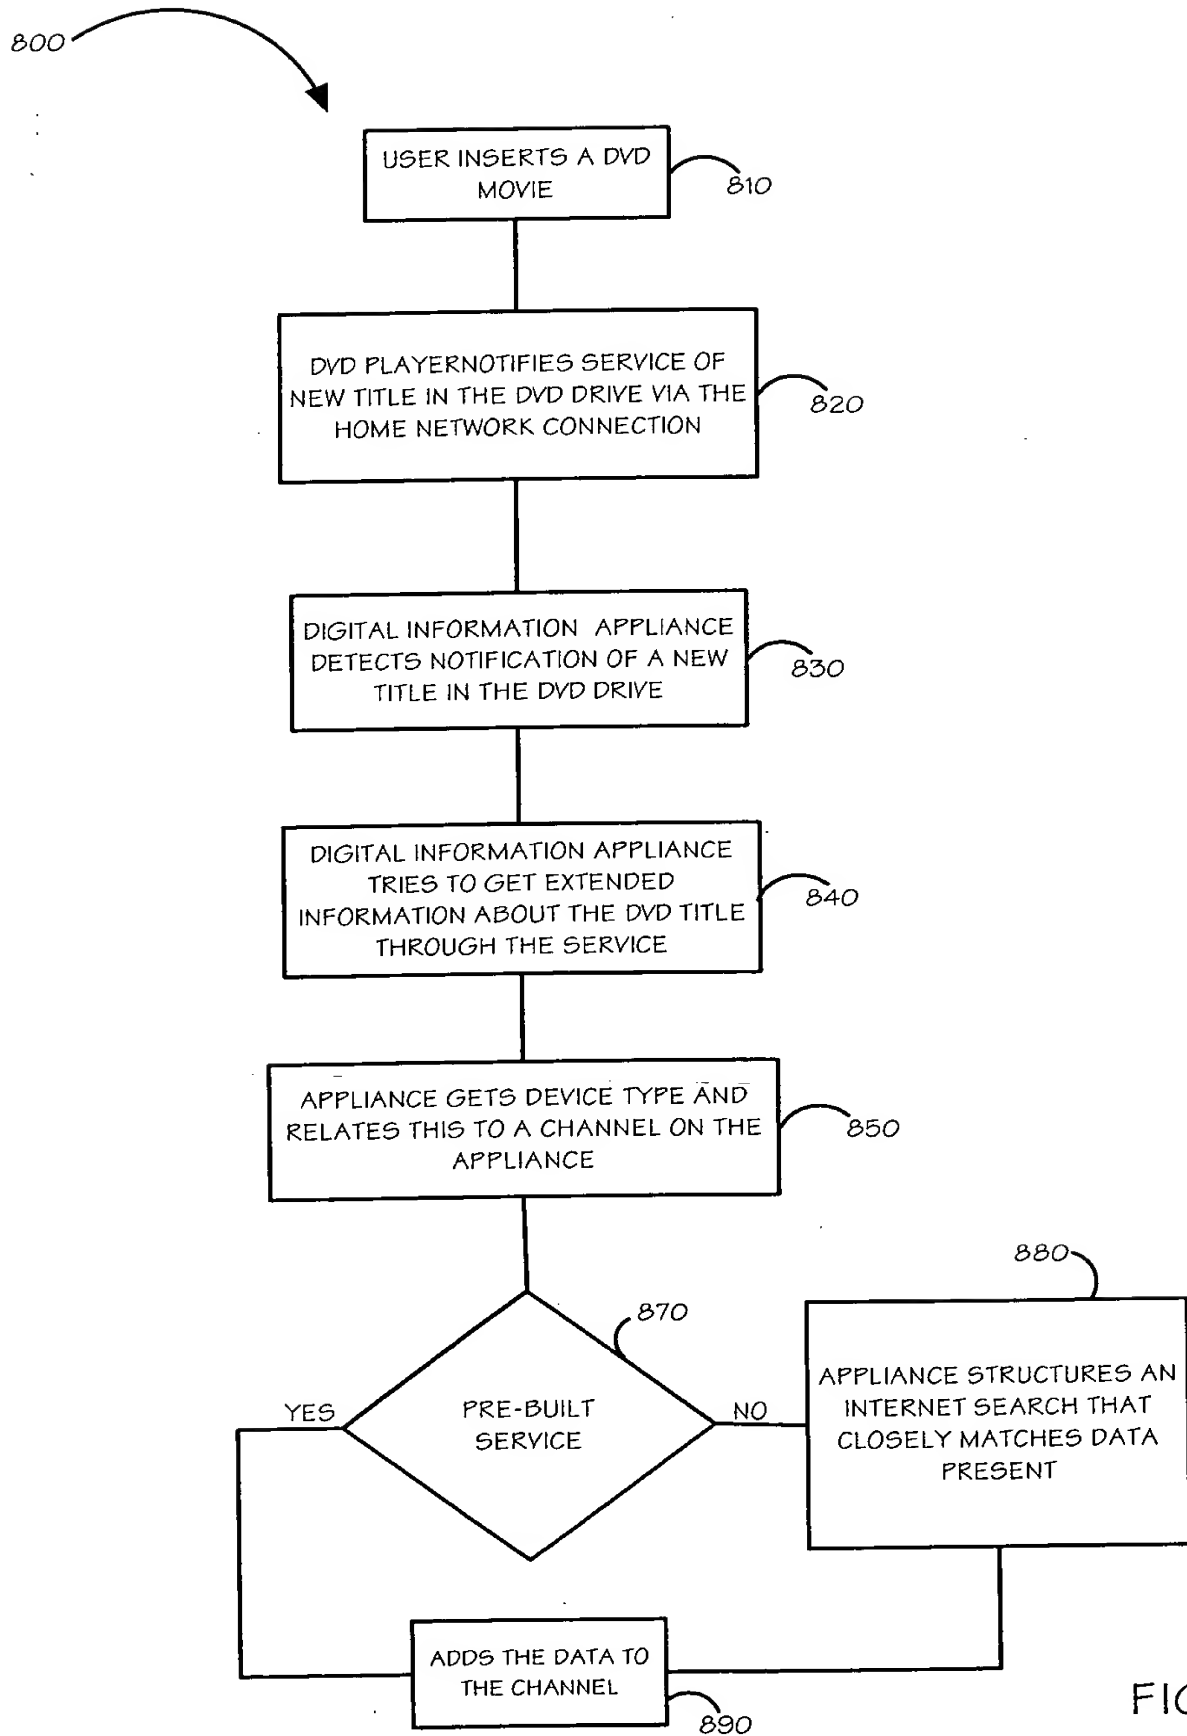 800
USER INSERTS A DVD
MOVIE
810
DVD PLAYERNOTIFIES SERVICE OF
NEW TITLE IN THE DVD DRIVE VIA THE
HOME NETWORK CONNECTION
820
DIGITAL INFORMATION APPLIANCE
DETECTS NOTIFICATION OF A NEW
TITLE IN THE DVD DRIVE
830
DIGITAL INFORMATION APPLIANCE
TRIES TO GET EXTENDED
INFORMATION ABOUT THE DVD TITLE
THROUGH THE SERVICE
840
APPLIANCE GETS DEVICE TYPE AND
RELATES THIS TO A CHANNEL ON THE
APPLIANCE
850
870
PRE-BUILT
SERVICE
YES
NO
880
APPLIANCE STRUCTURES AN
INTERNET SEARCH THAT
CLOSELY MATCHES DATA
PRESENT
ADDS THE DATA TO
THE CHANNEL
890
FIG